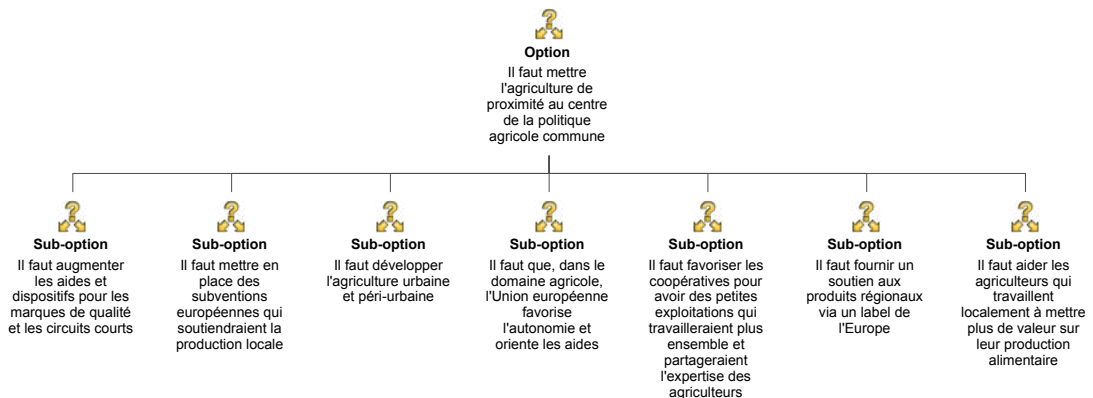 Option
Il faut mettre
l'agriculture de
proximité au centre
de la politique
agricole commune
Sub-option
Il faut augmenter
les aides et
dispositifs pour les
marques de qualité
et les circuits courts
Sub-option
Il faut mettre en
place des
subventions
européennes qui
soutiendraient la
production locale
Sub-option
Il faut développer
l'agriculture urbaine
et péri-urbaine
Sub-option
Il faut que, dans le
domaine agricole,
l'Union européenne
favorise
l'autonomie et
oriente les aides
Sub-option
Il faut favoriser les
coopératives pour
avoir des petites
exploitations qui
travailleraient plus
ensemble et
partageraient
l'expertise des
agriculteurs
Sub-option
Il faut fournir un
soutien aux
produits régionaux
via un label de
l'Europe
Sub-option
Il faut aider les
agriculteurs qui
travaillent
localement à mettre
plus de valeur sur
leur production
alimentaire